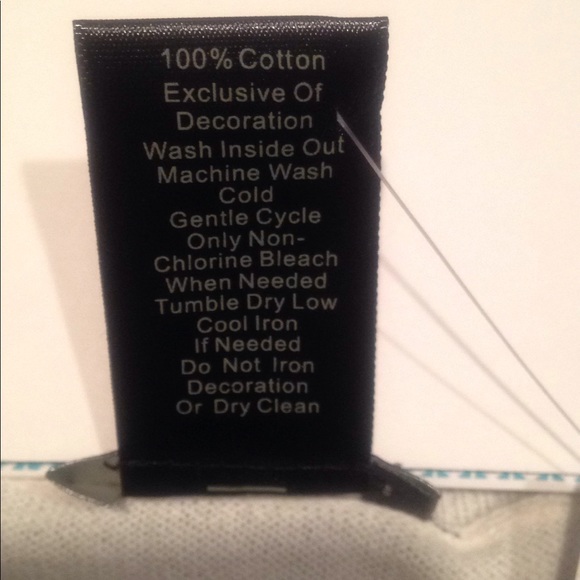 100% Cotton
Exclusive Of
Decoration
Wash Inside Out
Machine Wash
Cold
Gentle Cycle
Only Non-
Chlorine Bleach
When Needed
Tumble Dry Low
Cool Iron
If Needed
Do Not Iron
Decoration
Or Dry Clean